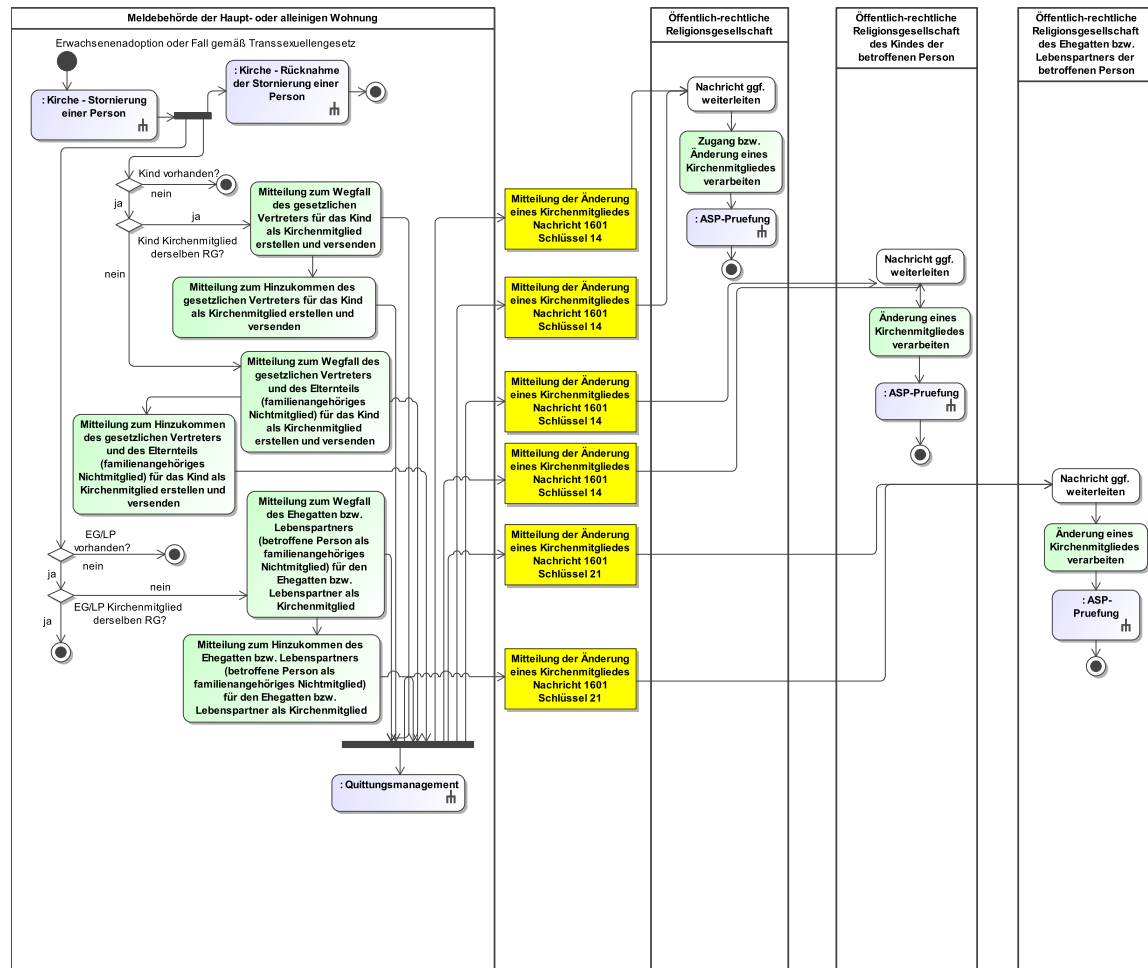 Meldebehörde der Haupt- oder alleinigen Wohnung
Öffentlich-rechtliche
Religionsgesellschaft
Öffentlich-rechtliche
Religionsgesellschaft
des Kindes der
betroffenen Person
Öffentlich-rechtliche
Religionsgesellschaft
des Ehegatten bzw.
Lebenspartners der
betroffenen Person
Erwachsenenadoption oder Fall gemäß Transsexuellengesetz
: Kirche - Stornierung
einer Person
: Kirche - Rücknahme
der Stornierung einer
Person
Kind vorhanden?
nein
ja
ja
Kind Kirchenmitglied
derselben RG?
nein
Mitteilung zum Wegfall
des gesetzlichen
Vertreters für das Kind
als Kirchenmitglied
erstellen und versenden
Mitteilung zum Hinzukommen des
gesetzlichen Vertreters für das Kind
als Kirchenmitglied erstellen und
versenden
Mitteilung zum Wegfall des
gesetzlichen Vertreters
und des Elternteils
(familienangehöriges
Nichtmitglied) für das Kind
als Kirchenmitglied
erstellen und versenden
Mitteilung zum Hinzukommen
des gesetzlichen Vertreters
und des Elternteils
(familienangehöriges
Nichtmitglied) für das Kind als
Kirchenmitglied erstellen und
versenden
EG/LP
vorhanden?
nein
ja
nein
EG/LP Kirchenmitglied
derselben RG?
ja
Mitteilung zum Wegfall
des Ehegatten bzw.
Lebenspartners
(betroffene Person als
familienangehöriges
Nichtmitglied) für den
Ehegatten bzw.
Lebenspartner als
Kirchenmitglied
Mitteilung zum Hinzukommen des
Ehegatten bzw. Lebenspartners
(betroffene Person als
familienangehöriges Nichtmitglied)
für den Ehegatten bzw.
Lebenspartner als Kirchenmitglied
: Quittungsmanagement
Mitteilung der Änderung
eines Kirchenmitgliedes
Nachricht 1601
Schlüssel 14
Mitteilung der Änderung
eines Kirchenmitgliedes
Nachricht 1601
Schlüssel 14
Mitteilung der Änderung
eines Kirchenmitgliedes
Nachricht 1601
Schlüssel 14
Mitteilung der Änderung
eines Kirchenmitgliedes
Nachricht 1601
Schlüssel 14
Mitteilung der Änderung
eines Kirchenmitgliedes
Nachricht 1601
Schlüssel 21
Mitteilung der Änderung
eines Kirchenmitgliedes
Nachricht 1601
Schlüssel 21
Nachricht ggf.
weiterleiten
Zugang bzw.
Änderung eines
Kirchenmitgliedes
verarbeiten
: ASP-Pruefung
Nachricht ggf.
weiterleiten
Änderung eines
Kirchenmitgliedes
verarbeiten
: ASP-Pruefung
Nachricht ggf.
weiterleiten
Änderung eines
Kirchenmitgliedes
verarbeiten
: ASP-
Pruefung